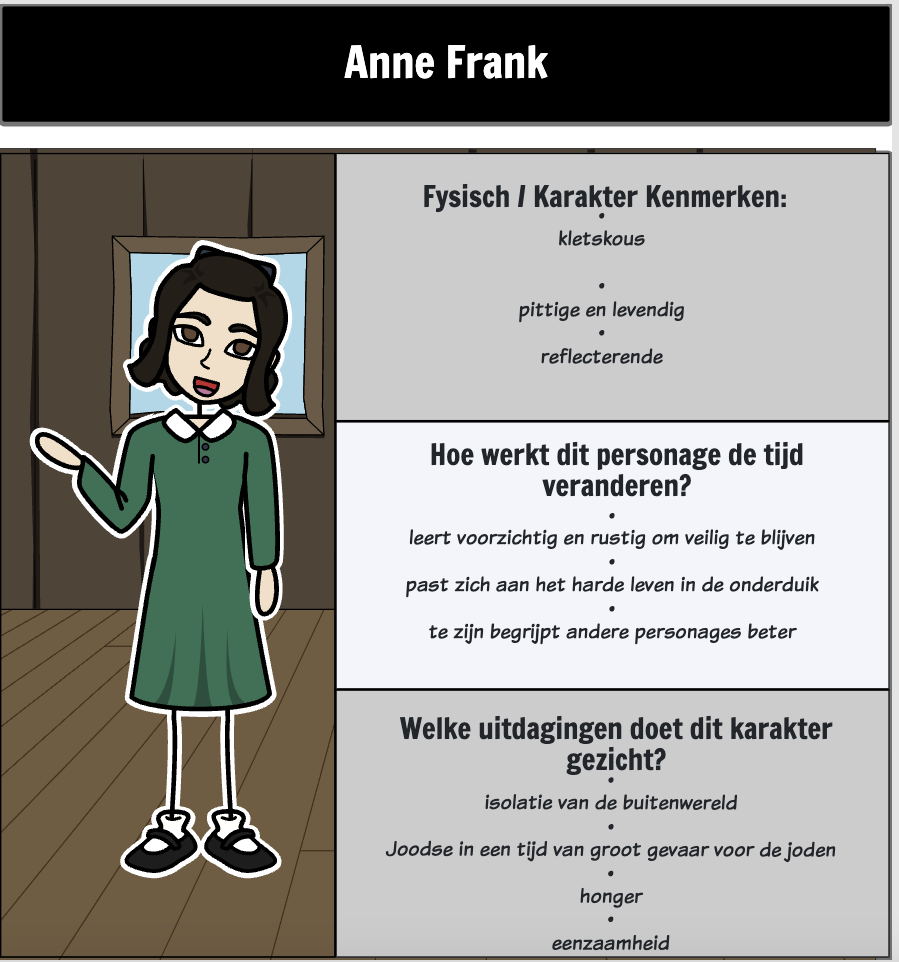 Anne Frank
Fysisch / Karakter Kenmerken:
•
kletskous
•
pittige en levendig
•
reflecterende
Hoe werkt dit personage de tijd
veranderen?
•
leert voorzichtig en rustig om veilig te blijven
•
past zich aan het harde leven in de onderduik
•
te zijn begrijpt andere personages beter
Welke uitdagingen doet dit karakter
gezicht?
•
isolatie van de buitenwereld
•
Joodse in een tijd van groot gevaar voor de joden
•
honger
•
eenzaamheid